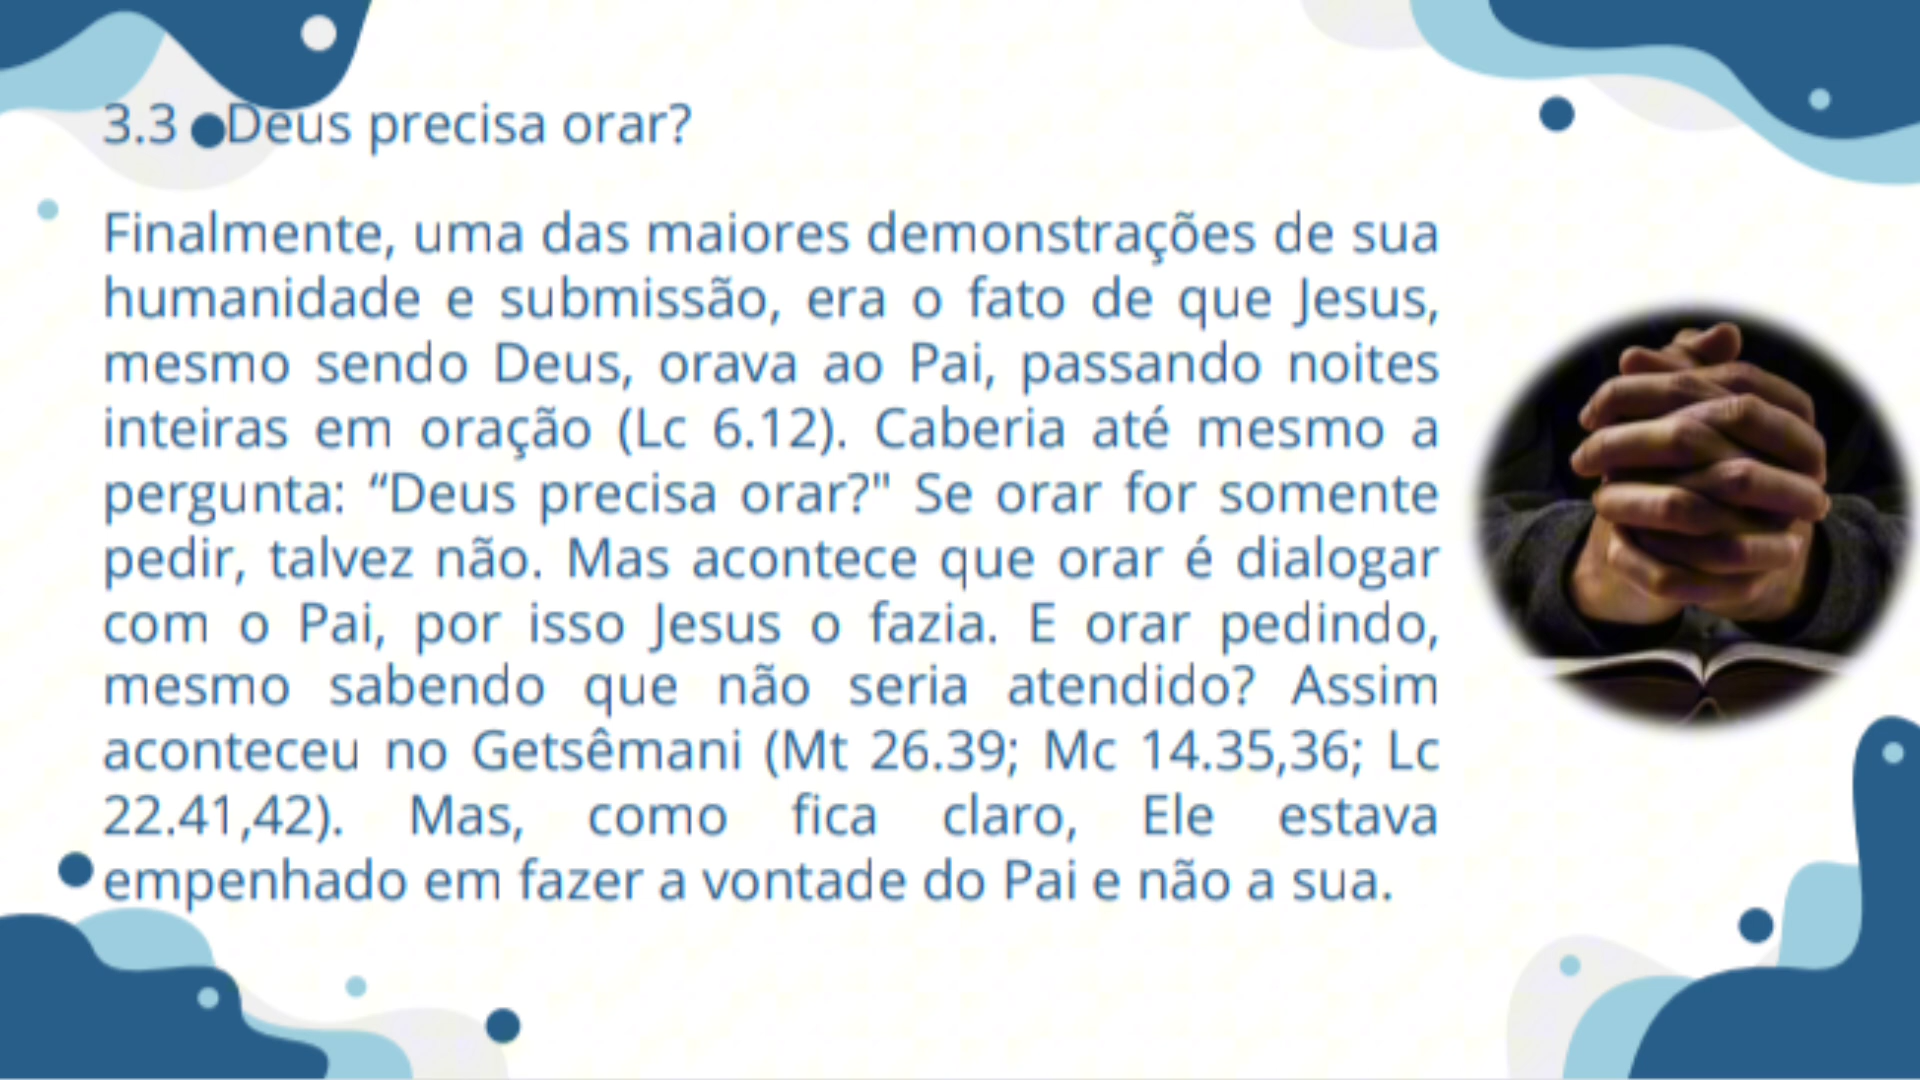 3.3 Deus precisa orar?
Finalmente, uma das maiores demonstrações de sua
humanidade e submissão, era o fato de que Jesus,
mesmo sendo Deus, orava ao Pai, passando noites
inteiras em oração (Lc 6.12). Caberia até mesmo a
pergunta: “Deus precisa orar?" Se orar for somente
pedir, talvez não. Mas acontece que orar é dialogar
com o Pai, por isso Jesus o fazia. E orar pedindo,
mesmo sabendo que não seria atendido? Assim
aconteceu no Getsêmani (Mt 26.39; Mc 14.35,36; Lc
22.41,42). Mas, como fica claro, Ele estava
empenhado em fazer a vontade do Pai e não a sua.